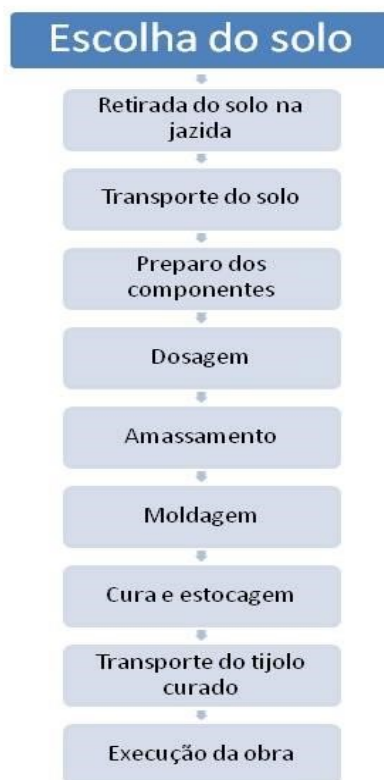 Escolha do solo
Retirada do solo na
jazida
Transporte do solo
Preparo dos
componentes
Dosagem
Amassamento
Moldagem
Cura e estocagem
Transporte do tijolo
curado
Execução da obra